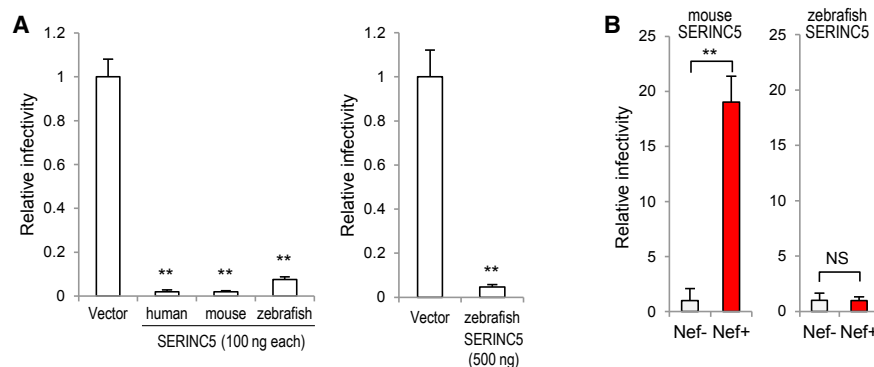 A
Relative infectivity
1.2
1
0.8
0.6
0.4
0.2
0
**
**
**
Vector
human
mouse
zebrafish
SERINC5 (100 ng each)
Relative infectivity
1.2
1
0.8
0.6
0.4
0.2
0
**
Vector
zebrafish
SERINC5
(500 ng)
B
mouse
SERINC5
Relative infectivity
25
20
15
10
5
0
**
Nef-
Nef+
zebrafish
SERINC5
25
20
15
10
5
0
NS
Nef-
Nef+